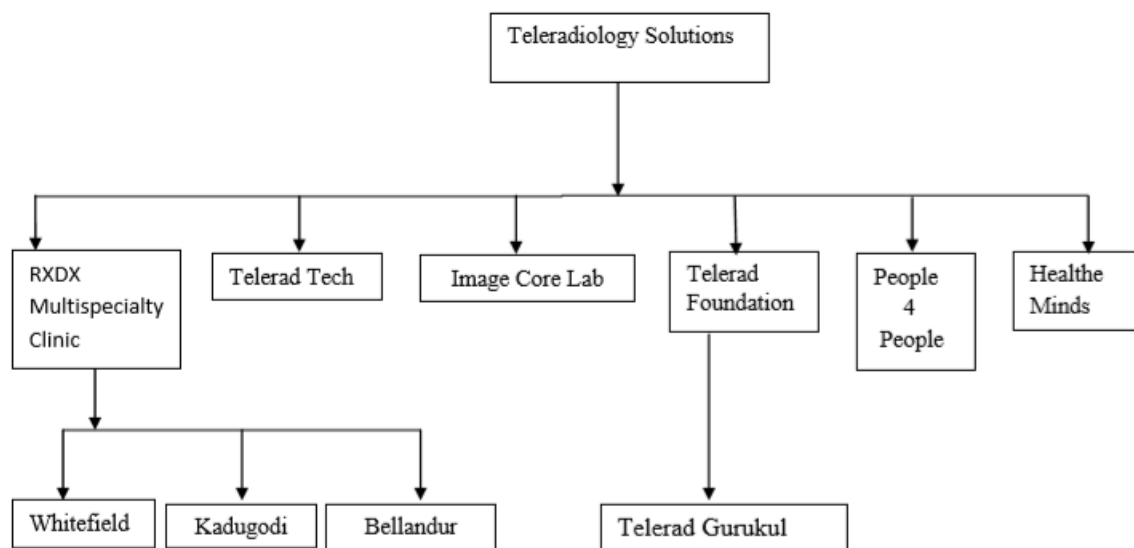 Teleradiology Solutions
RXDX
Multispecialty
Clinic
Telerad Tech
Image Core Lab
Telerad
Foundation
People
4
People
Healthe
Minds
Whitefield
Kadugodi
Bellandur
Telerad Gurukul